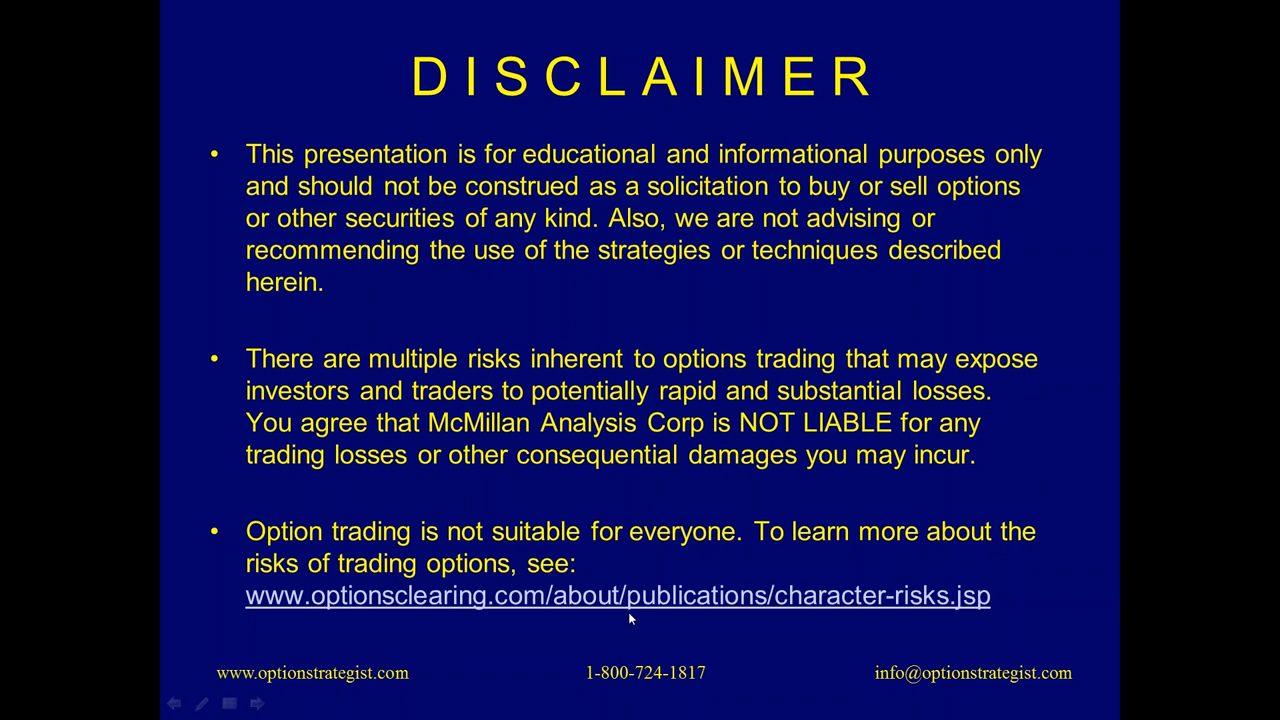 D I S C L A I M E R
• This presentation is for educational and informational purposes only
and should not be construed as a solicitation to buy or sell options
or other securities of any kind. Also, we are not advising or
recommending the use of the strategies or techniques described
herein.
• There are multiple risks inherent to options trading that may expose
investors and traders to potentially rapid and substantial losses.
You agree that McMillan Analysis Corp is NOT LIABLE for any
trading losses or other consequential damages you may incur.
• Option trading is not suitable for everyone. To learn more about the
risks of trading options, see:
www.optionsclearing.com/about/publications/character-risks.jsp
www.optionstrategist.com 1-800-724-1817 info@optionstrategist.com